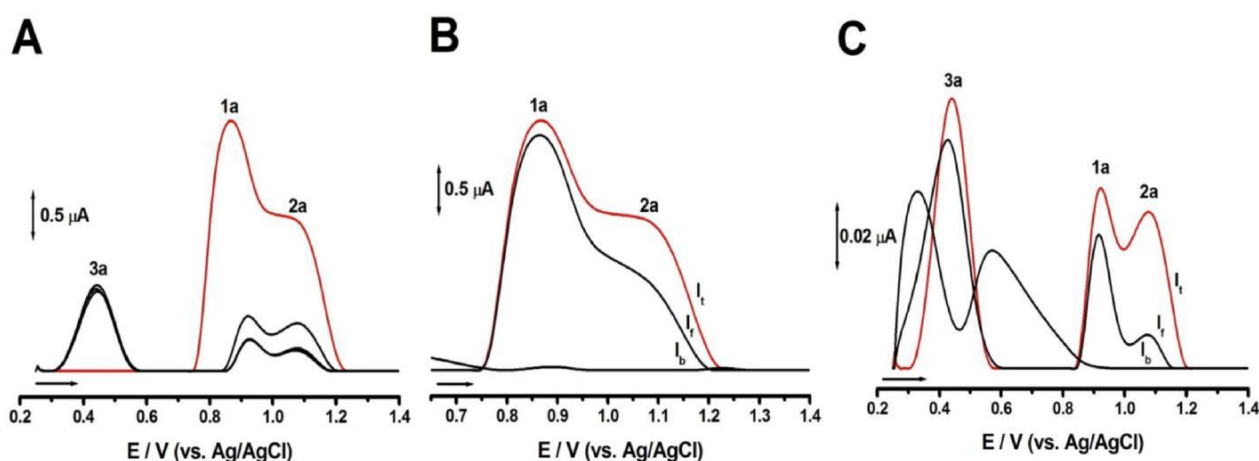 A
1a
2a
0.5 µA
3a
0.2 0.4 0.6 0.8 1.0 1.2 1.4
E / V (vs. Ag/AgCl)
B
1a
0.5 µA
2a
It
If
Ib
0.7 0.8 0.9 1.0 1.1 1.2 1.3 1.4
E / V (vs. Ag/AgCl)
C
3a
1a
2a
0.02 µA
It
If
Ib
0.2 0.4 0.6 0.8 1.0 1.2 1.4
E / V (vs. Ag/AgCl)